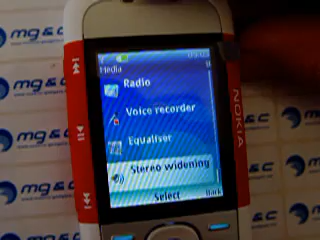 Media
Radio
Voice recorder
Equaliser
Stereo widening
Select
Back
NOKIA
mg & c
mg & c
mg & c
mg & c